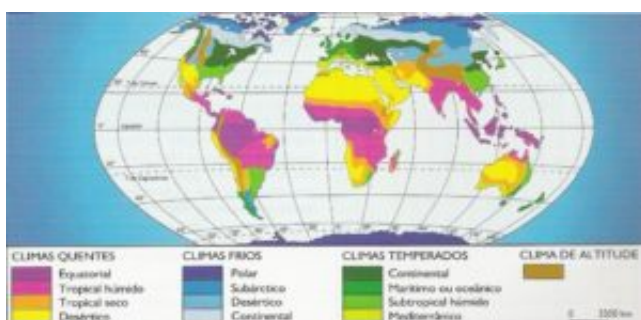 Equador
CLIMAS QUENTES
Equatorial
Tropical húmido
Tropical seco
Desértico
CLIMAS FRIOS
Polar
Subárctico
Desértico
Continental
CLIMAS TEMPERADOS
Continental
Marítimo ou oceânico
Subtropical húmido
Mediterrânico
CLIMA DE ALTITUDE